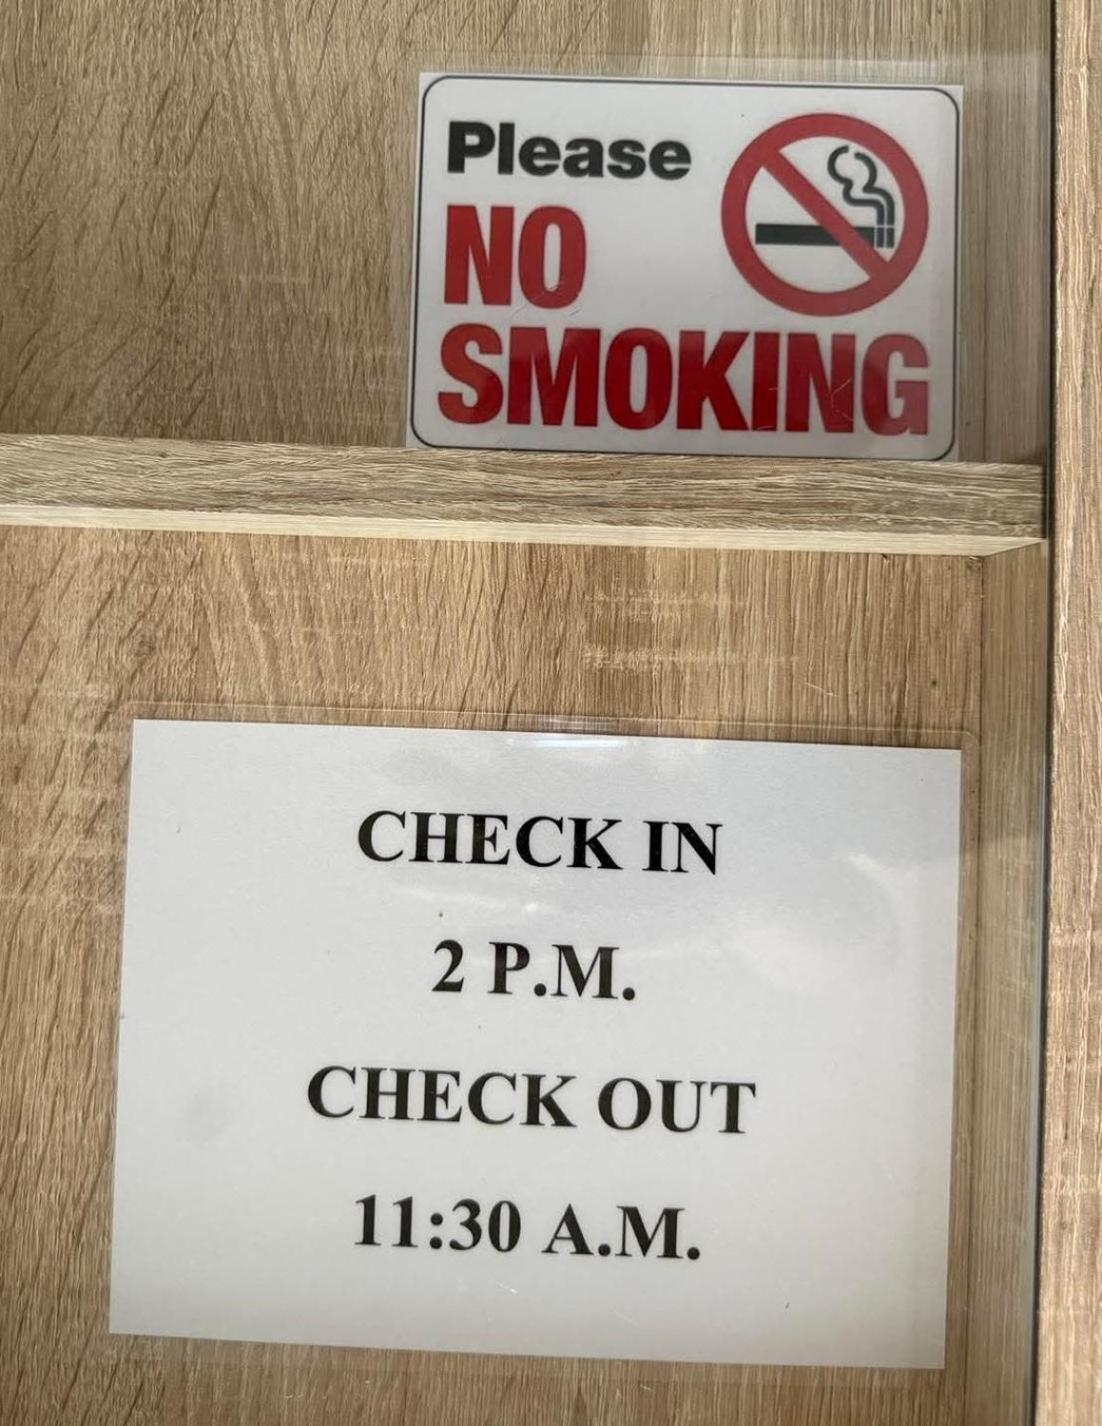 Please
NO
SMOKING
CHECK IN
2 P.M.
CHECK OUT
11:30 A.M.